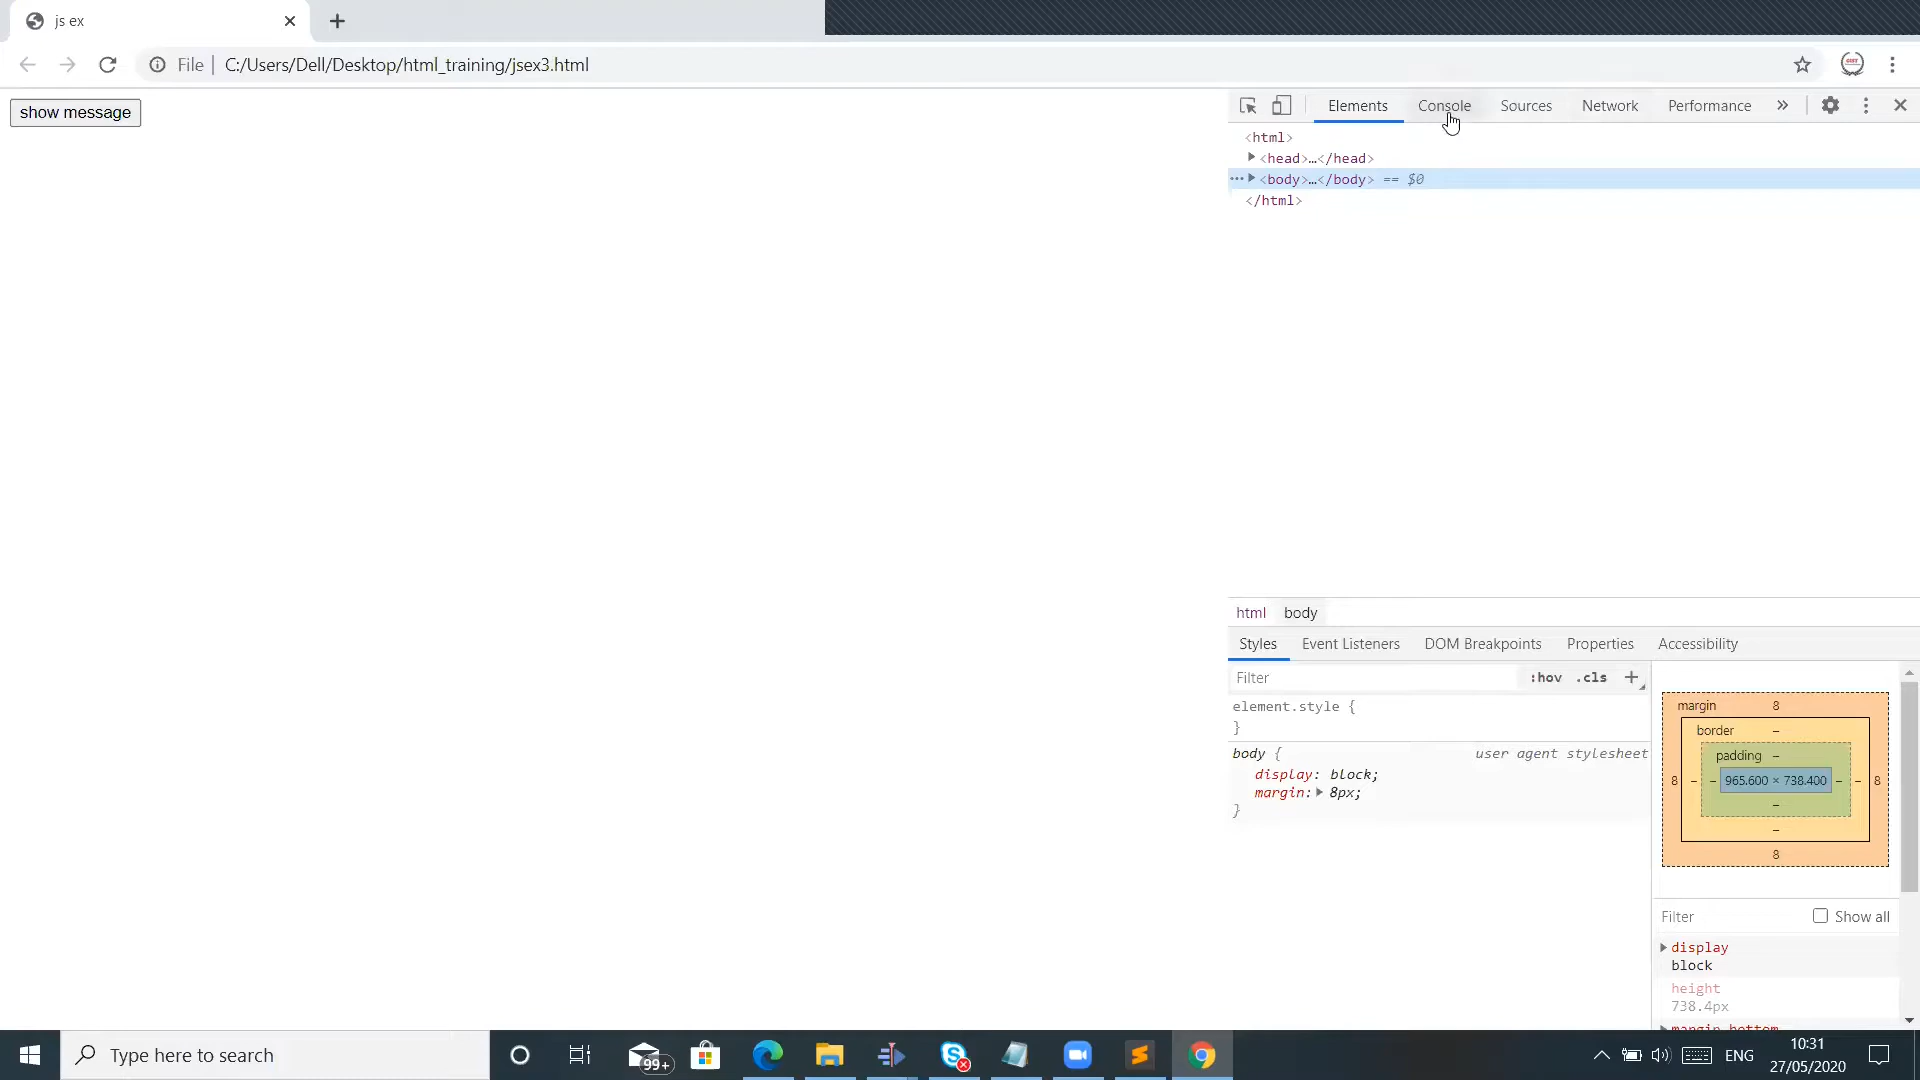 js ex
File | C:/Users/Dell/Desktop/html_training/jsex3.html
show message
Elements Console Sources Network Performance »
<html>
<head>…</head>
<body>…</body> == $0
</html>
html body
Styles Event Listeners DOM Breakpoints Properties Accessibility
Filter :hov .cls +
element.style {
}
body { user agent stylesheet
display: block;
margin: 8px;
}
margin 8
border –
padding –
8 – – 965.600 × 738.400 – – 8
–
–
8
Filter Show all
display
block
height
738.4px
margin-bottom
Type here to search
99+
ENG
10:31
27/05/2020